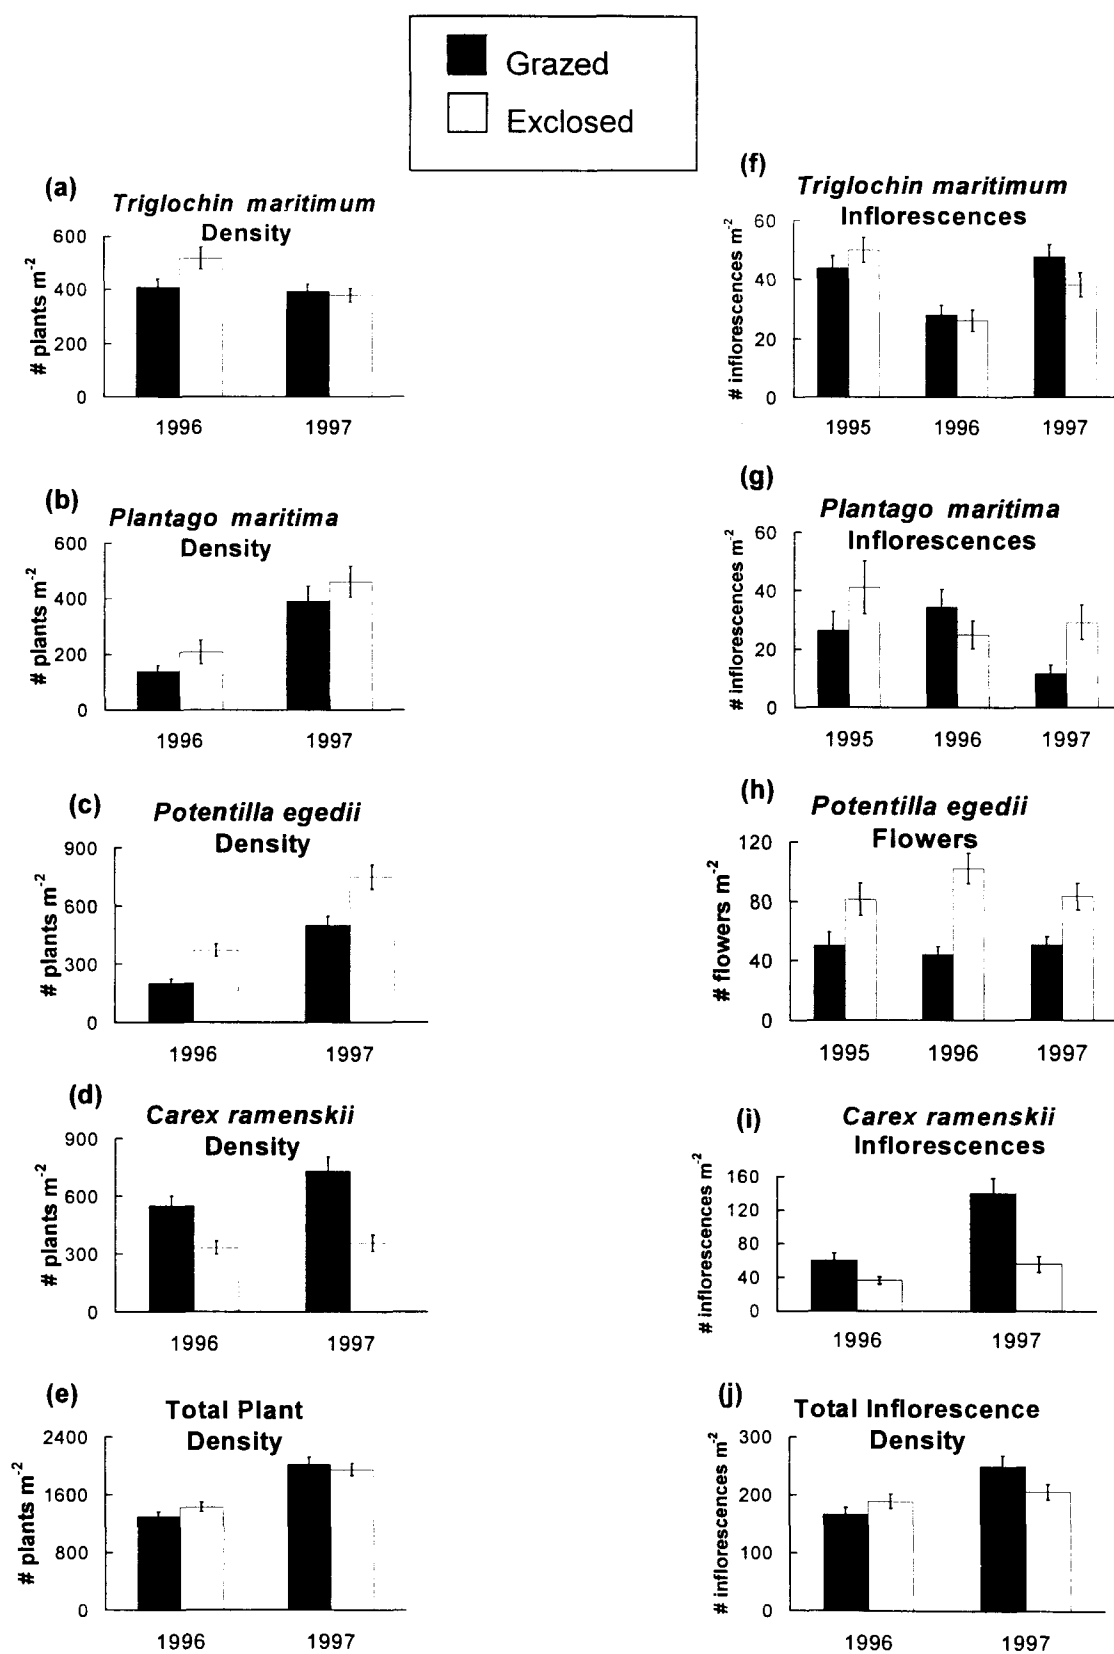 Grazed
Exclosed
(a)
Triglochin maritimum
Density
# plants m-2
600
400
200
0
1996
1997
(b)
Plantago maritima
Density
# plants m-2
600
400
200
0
1996
1997
(c)
Potentilla egedii
Density
# plants m-2
900
600
300
0
1996
1997
(d)
Carex ramenskii
Density
# plants m-2
900
600
300
0
1996
1997
(e)
Total Plant
Density
# plants m-2
2400
1600
800
0
1996
1997
(f)
Triglochin maritimum
Inflorescences
# inflorescences m-2
60
40
20
0
1995
1996
1997
(g)
Plantago maritima
Inflorescences
# inflorescences m-2
60
40
20
0
1995
1996
1997
(h)
Potentilla egedii
Flowers
# flowers m-2
120
80
40
0
1995
1996
1997
(i)
Carex ramenskii
Inflorescences
# inflorescences m-2
160
120
80
40
0
1996
1997
(j)
Total Inflorescence
Density
# inflorescences m-2
300
200
100
0
1996
1997